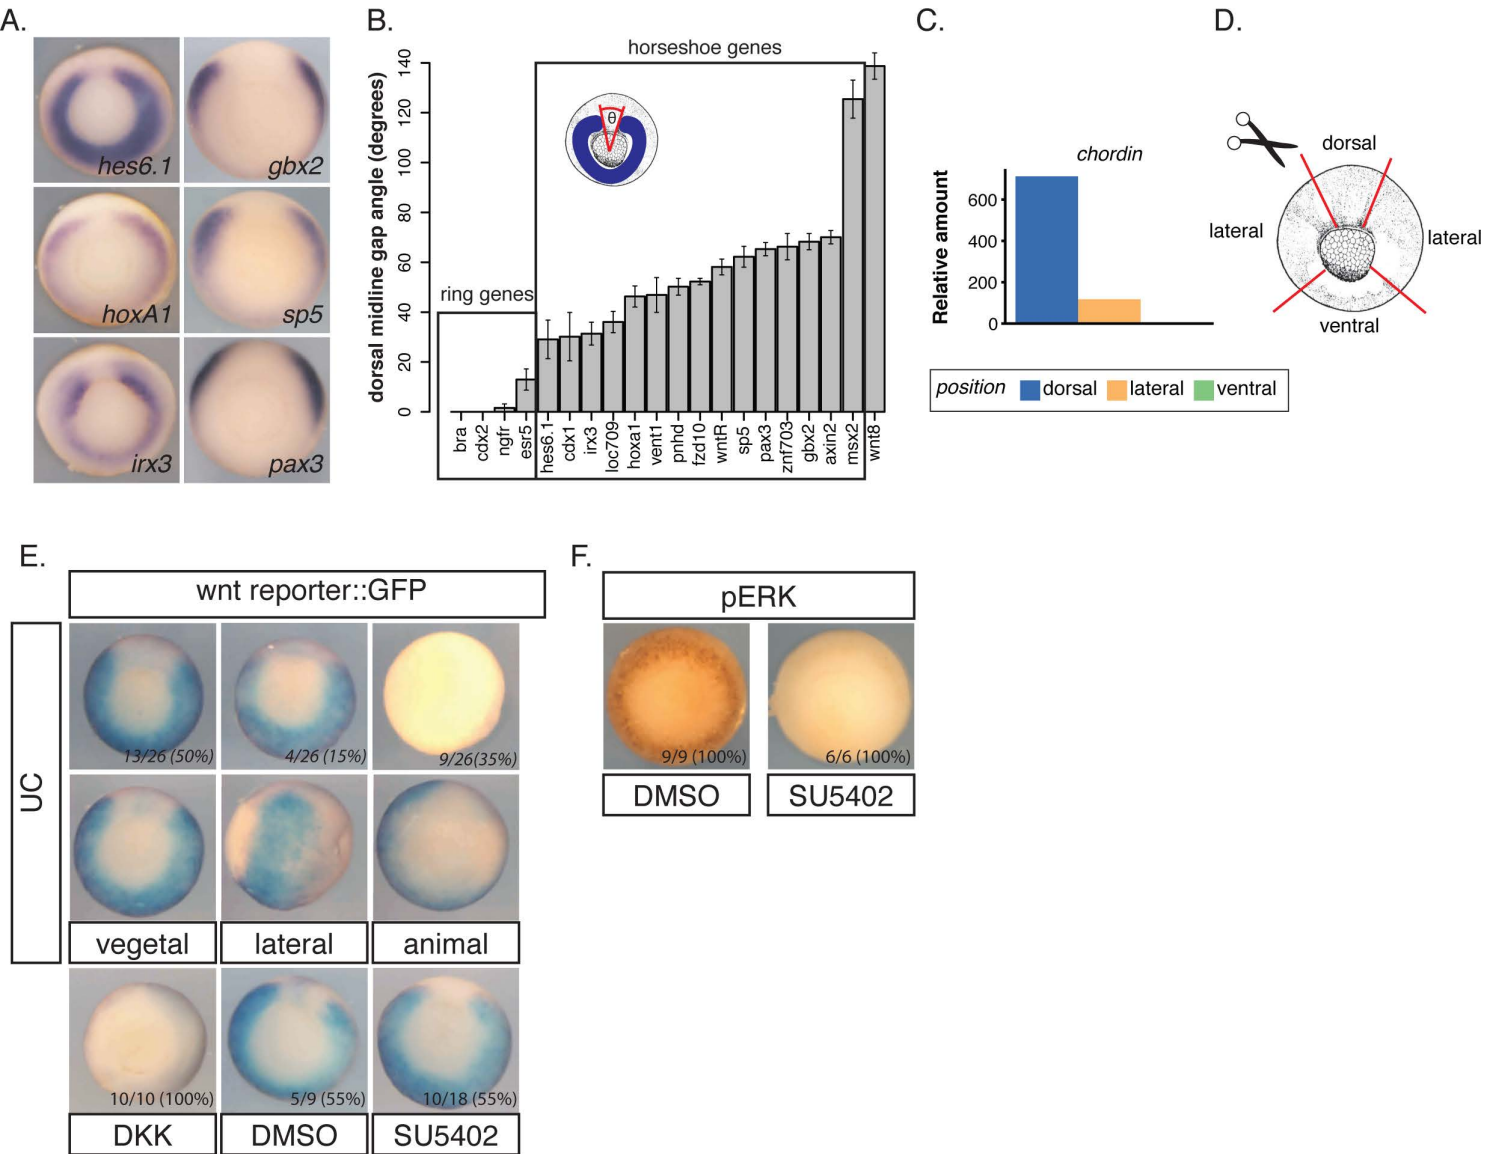 A.
hes6.1
gbx2
hoxA1
sp5
irx3
pax3
B.
horseshoe genes
ring genes
dorsal midline gap angle (degrees)
140
120
100
80
60
40
20
0
θ
bra
cdx2
ngfr
esr5
hes6.1
cdx1
irx3
loc709
hoxa1
vent1
pnhd
fzd10
wntR
sp5
pax3
znf703
gbx2
axin2
msx2
wnt8
C.
chordin
Relative amount
600
400
200
0
position dorsal lateral ventral
D.
dorsal
lateral
lateral
ventral
E.
wnt reporter::GFP
UC
13/26 (50%)
4/26 (15%)
9/26(35%)
vegetal
lateral
animal
10/10 (100%)
5/9 (55%)
10/18 (55%)
DKK
DMSO
SU5402
F.
pERK
9/9 (100%)
6/6 (100%)
DMSO
SU5402